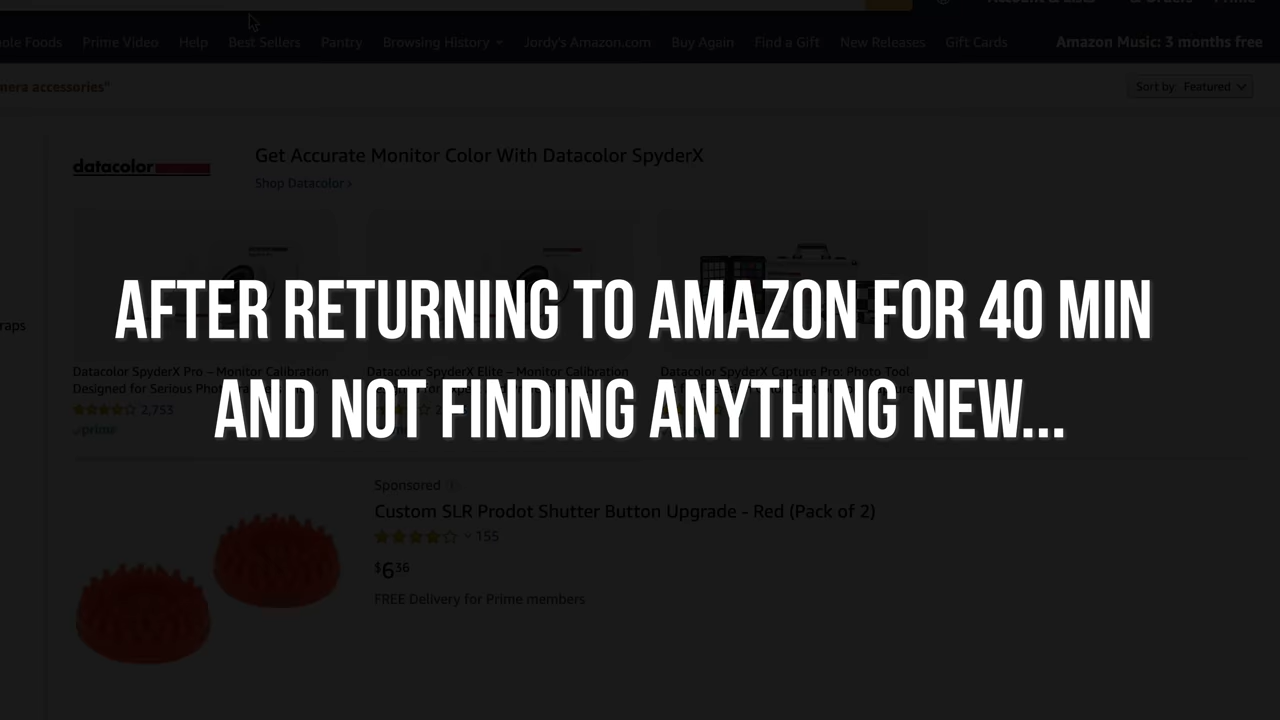 Whole Foods Prime Video Help Best Sellers Pantry Browsing History Jordy's Amazon.com Buy Again Find a Gift New Releases Gift Cards Amazon Music: 3 months free
accessories"
Sort by: Featured
datacolor
Get Accurate Monitor Color With Datacolor SpyderX
Shop Datacolor
AFTER RETURNING TO AMAZON FOR 40 MIN
AND NOT FINDING ANYTHING NEW...
Datacolor SpyderX Pro – Monitor Calibration
Designed for Serious
2,753
prime
Datacolor SpyderX Elite – Monitor Calibration
Datacolor SpyderX Capture Pro: Photo Tool
Sponsored
Custom SLR Prodot Shutter Button Upgrade - Red (Pack of 2)
155
$6 36
FREE Delivery for Prime members